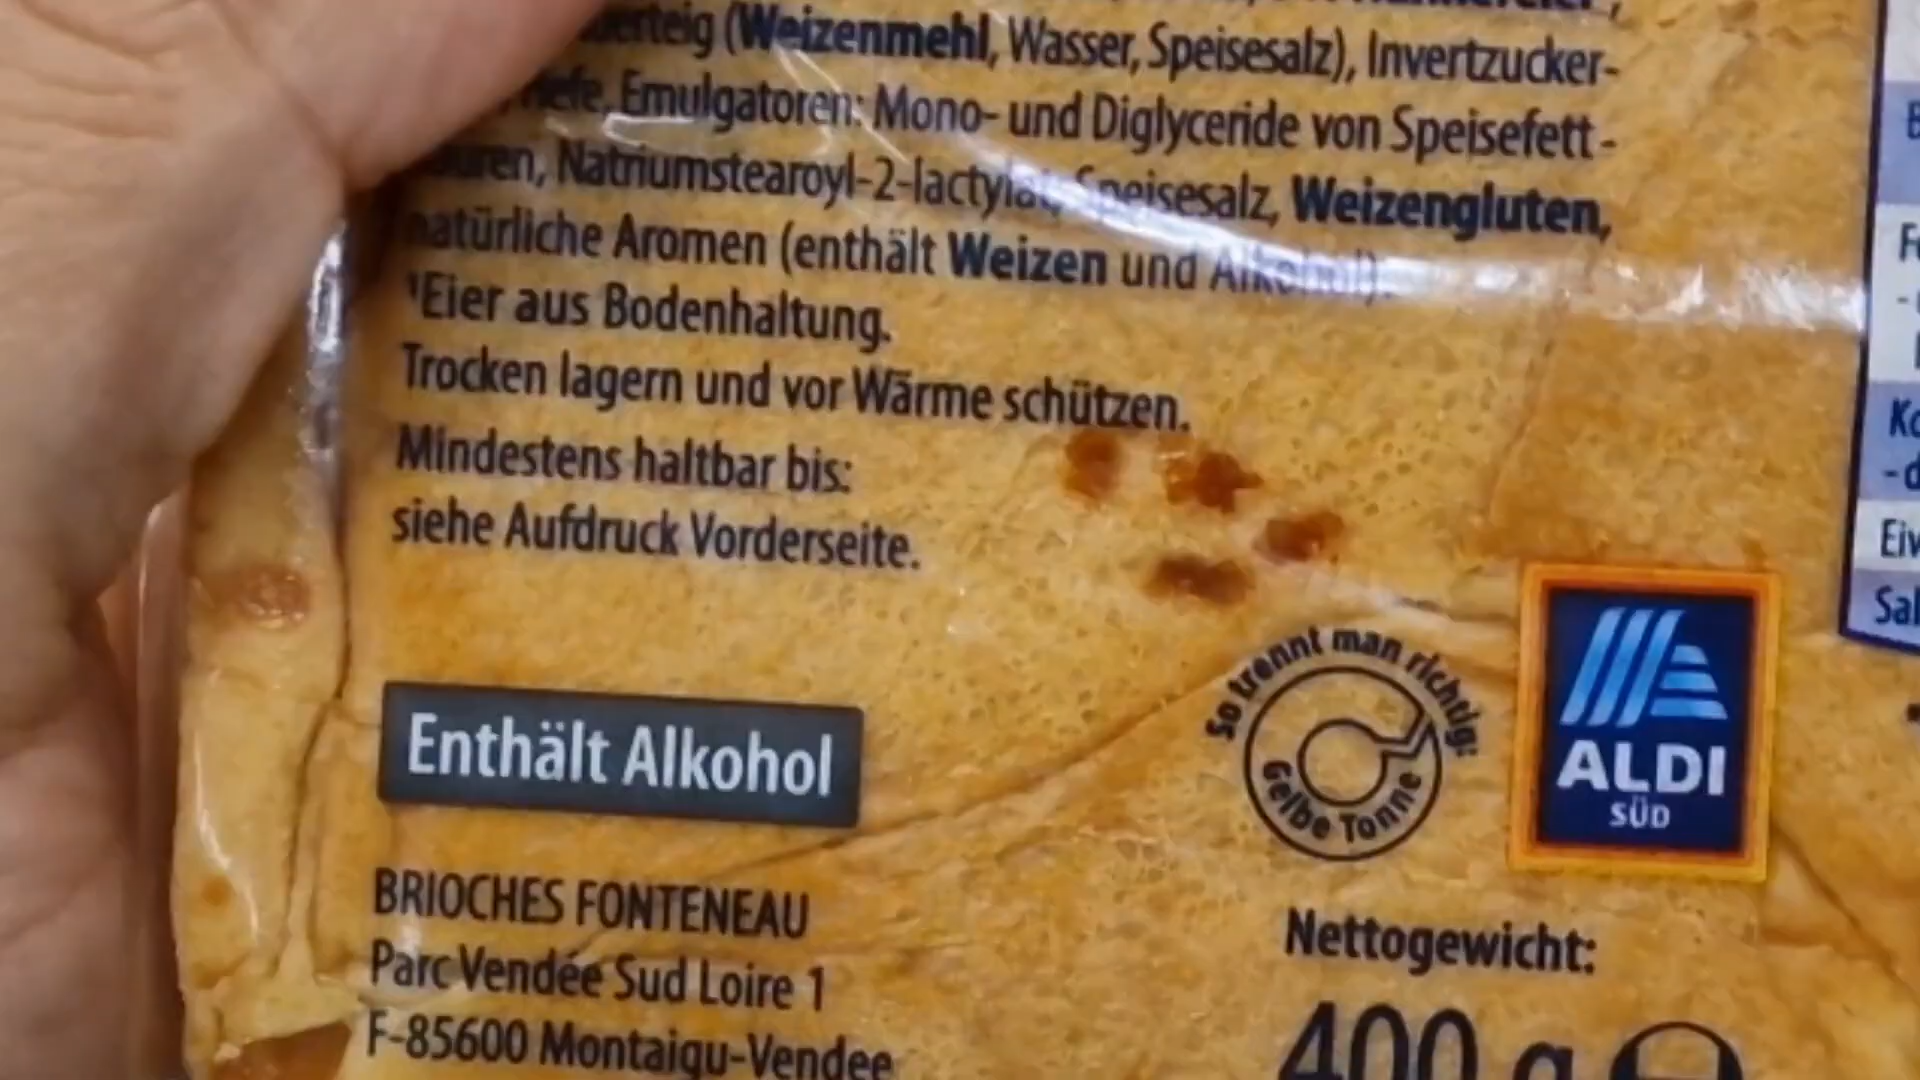 (Weizenmehl, Wasser, Speisesalz), Invertzucker-
Emulgatoren: Mono- und Diglyceride von Speisefett-
Natriumstearoyl-2-lactylat, Speisesalz, Weizengluten,
natürliche Aromen (enthält Weizen und Alkohol).
¹Eier aus Bodenhaltung.
Trocken lagern und vor Wärme schützen.
Mindestens haltbar bis:
siehe Aufdruck Vorderseite.
Enthält Alkohol
So trennt man richtig:
Gelbe Tonne
ALDI
SÜD
BRIOCHES FONTENEAU
Parc Vendée Sud Loire 1
F-85600 Montaigu-Vendee
Nettogewicht:
400 g